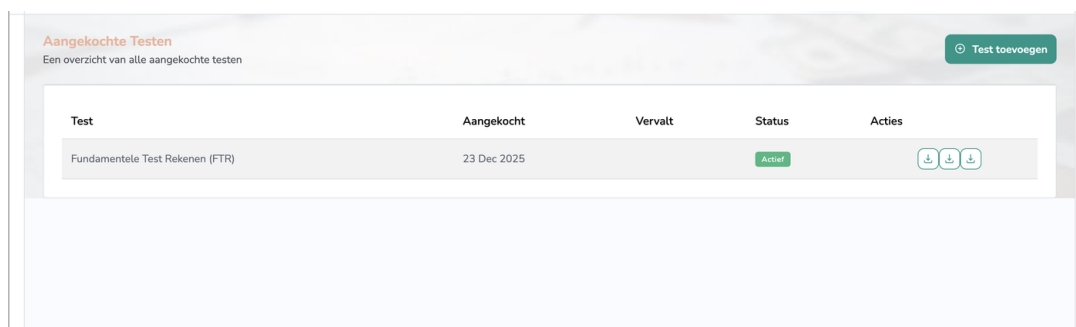 Aangekochte Testen
Een overzicht van alle aangekochte testen
Test toevoegen
Test Aangekocht Vervalt Status Acties
Fundamentele Test Rekenen (FTR) 23 Dec 2025 Actief